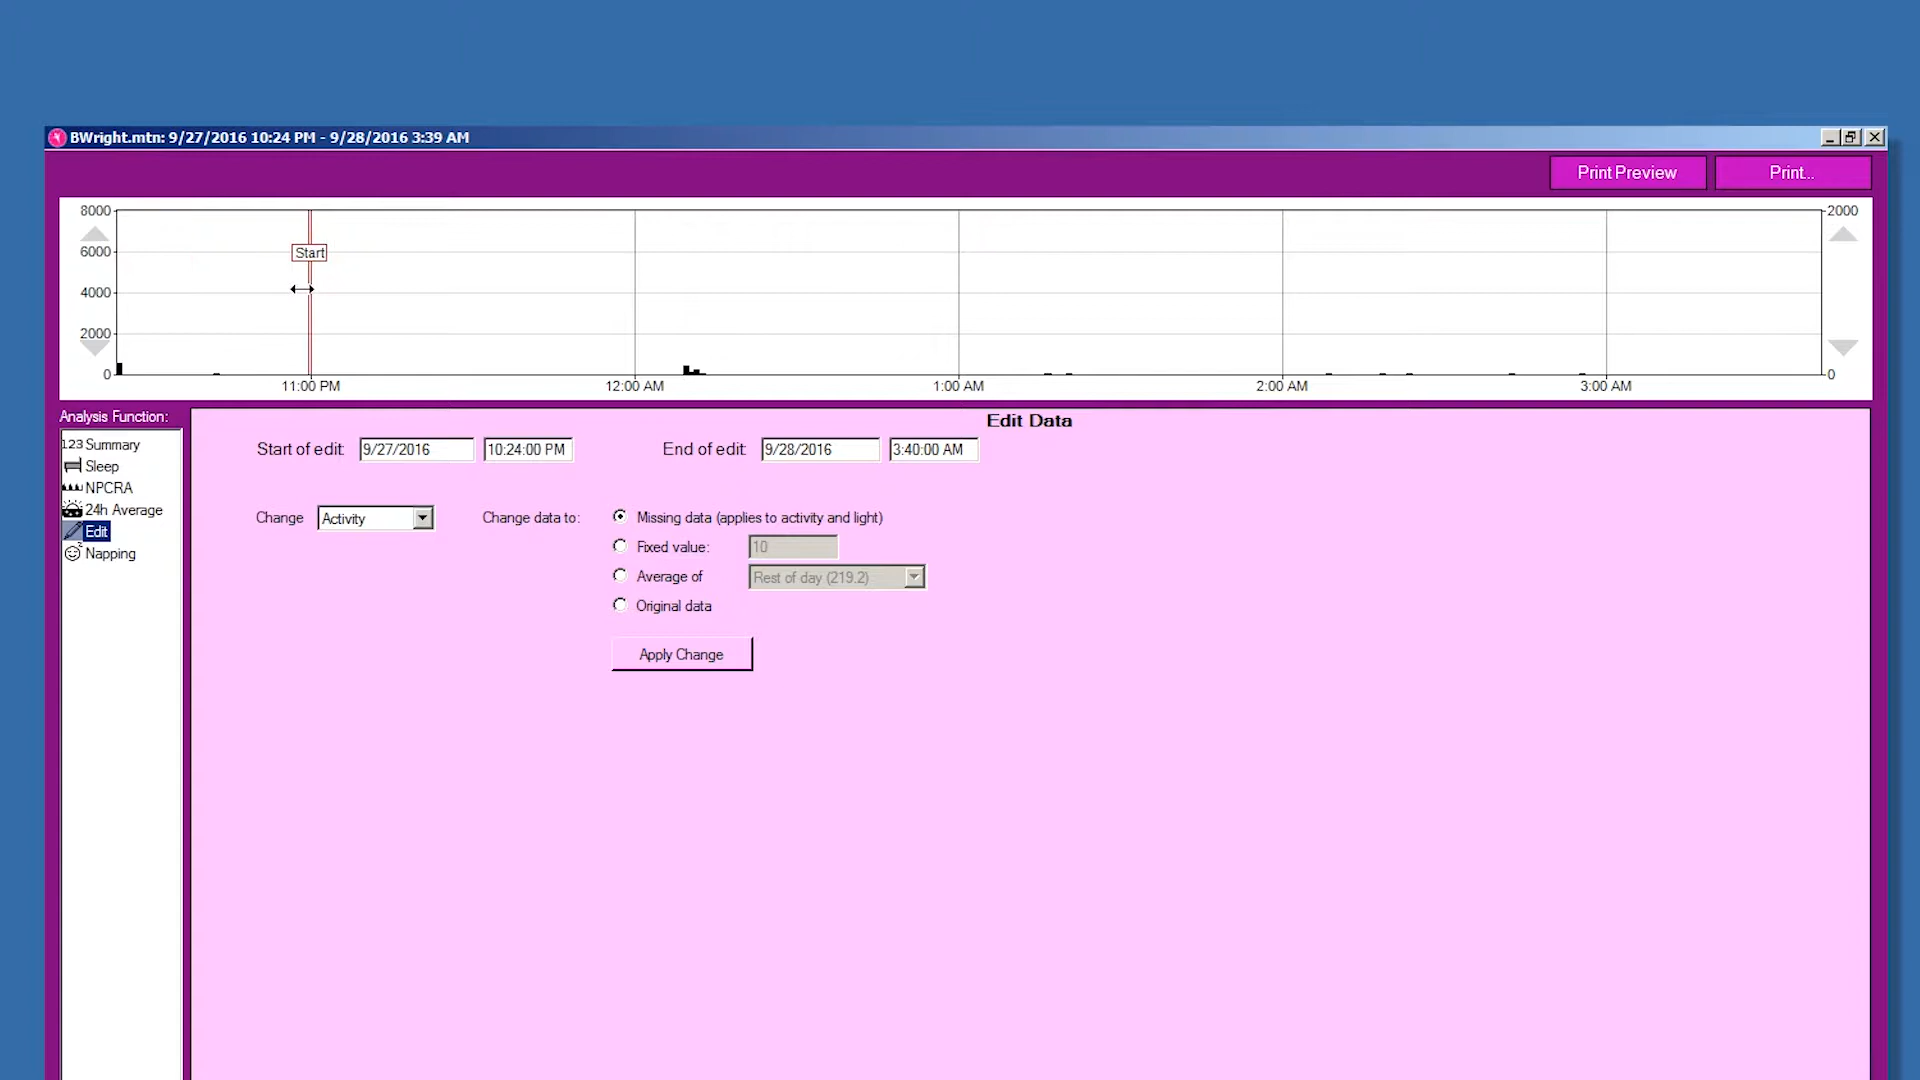 BWright.mtn: 9/27/2016 10:24 PM - 9/28/2016 3:39 AM
Print Preview
Print...
8000
6000
4000
2000
0
Start
2000
0
11:00 PM
12:00 AM
1:00 AM
2:00 AM
3:00 AM
Analysis Function:
123 Summary
Sleep
NPCRA
24h Average
Edit
Napping
Edit Data
Start of edit: 9/27/2016 10:24:00 PM
End of edit: 9/28/2016 3:40:00 AM
Change Activity
Change data to:
Missing data (applies to activity and light)
Fixed value: 10
Average of Rest of day (219.2)
Original data
Apply Change